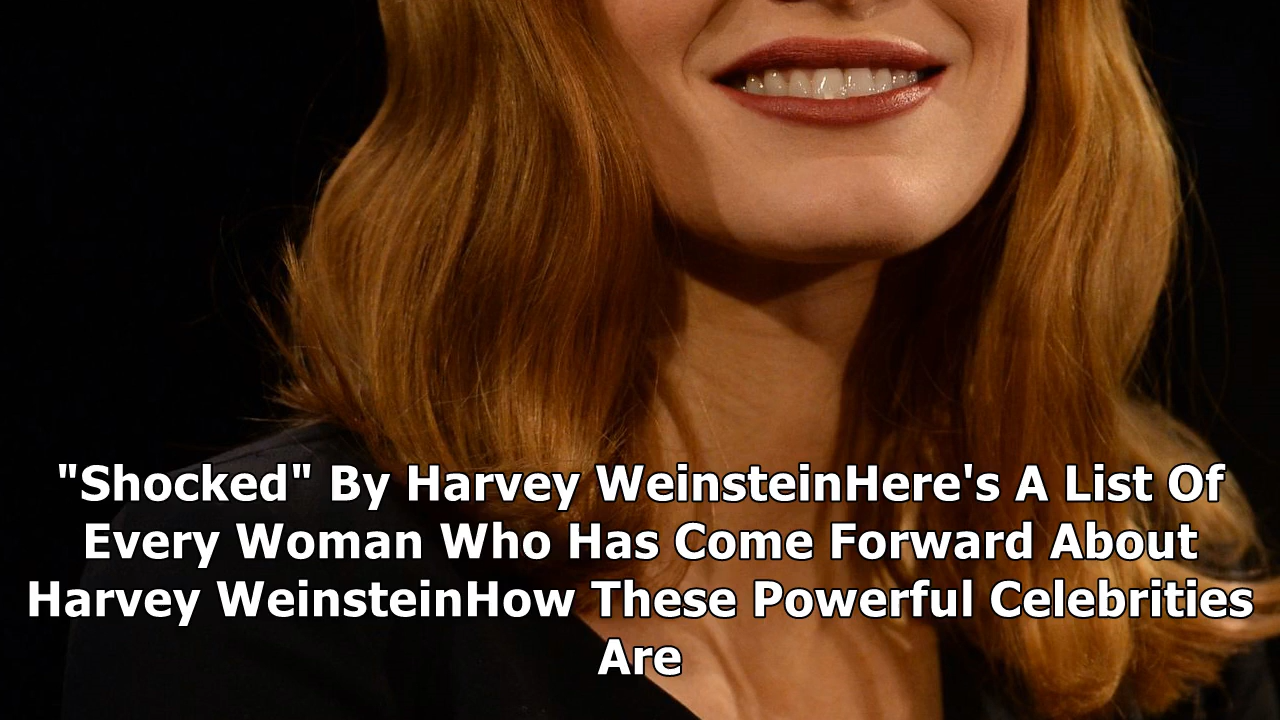 "Shocked" By Harvey WeinsteinHere's A List Of
Every Woman Who Has Come Forward About
Harvey WeinsteinHow These Powerful Celebrities
Are